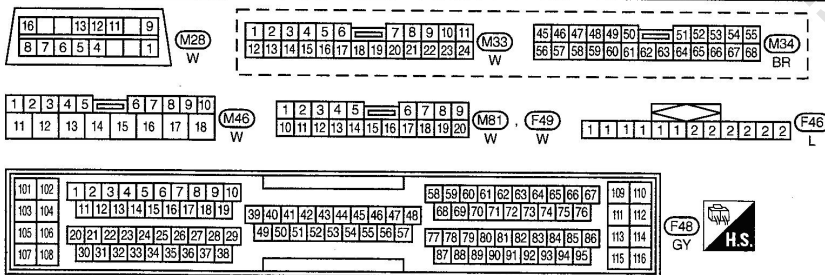 16 13 12 11 9
8 7 6 5 4 1
M28
W
1 2 3 4 5 6 7 8 9 10 11
12 13 14 15 16 17 18 19 20 21 22 23 24
M33
W
45 46 47 48 49 50 51 52 53 54 55
56 57 58 59 60 61 62 63 64 65 66 67 68
M34
BR
1 2 3 4 5 6 7 8 9 10
11 12 13 14 15 16 17 18
M46
W
1 2 3 4 5 6 7 8 9
10 11 12 13 14 15 16 17 18 19 20
M81 , F49
W W
1 1 1 1 1 1 2 2 2 2 2 2
F46
L
101 102
103 104
105 106
107 108
1 2 3 4 5 6 7 8 9 10
11 12 13 14 15 16 17 18 19
20 21 22 23 24 25 26 27 28 29
30 31 32 33 34 35 36 37 38
39 40 41 42 43 44 45 46 47 48
49 50 51 52 53 54 55 56 57
58 59 60 61 62 63 64 65 66 67
68 69 70 71 72 73 74 75 76
77 78 79 80 81 82 83 84 85 86
87 88 89 90 91 92 93 94 95
109 110
111 112
113 114
115 116
F48
GY
H.S.